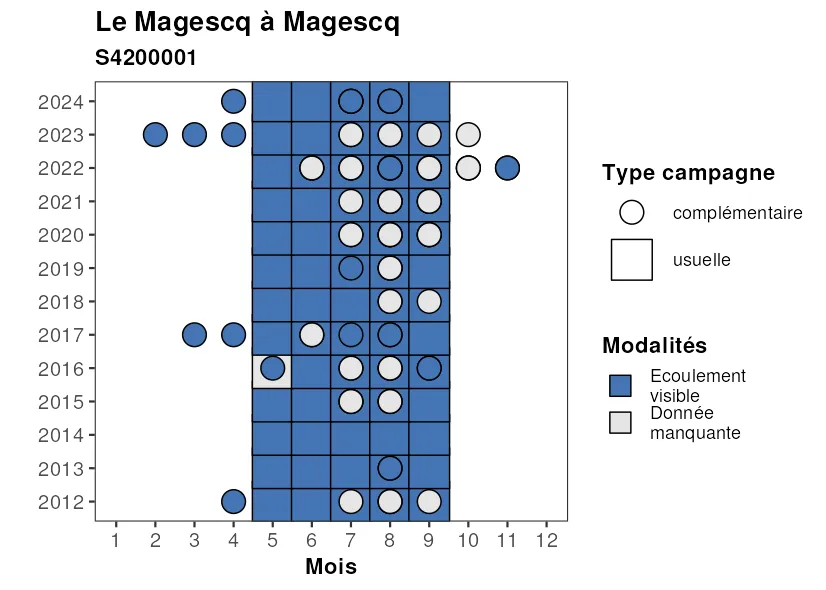 Le Magescq à Magescq
S4200001
2024
2023
2022
2021
2020
2019
2018
2017
2016
2015
2014
2013
2012
1 2 3 4 5 6 7 8 9 10 11 12
Mois
Type campagne
complémentaire
usuelle
Modalités
Ecoulement
visible
Donnée
manquante